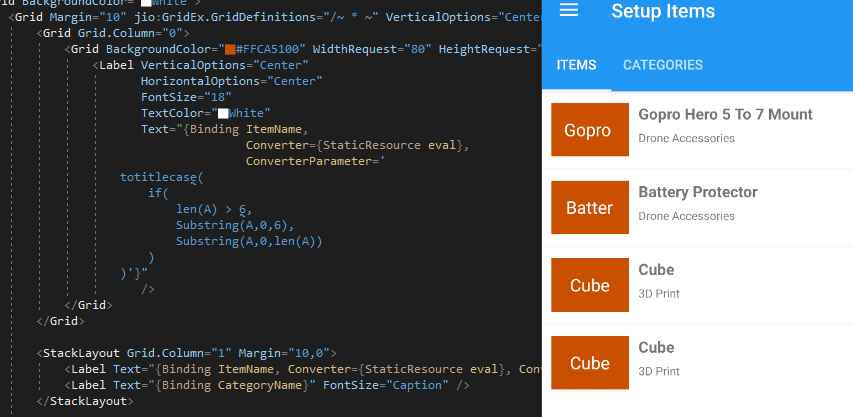 rid BackgroundColor="White">
<Grid Margin="10" jio:GridEx.GridDefinitions="/~ * ~" VerticalOptions="Center
<Grid Grid.Column="0">
<Grid BackgroundColor="#FFCA5100" WidthRequest="80" HeightRequest="
<Label VerticalOptions="Center"
HorizontalOptions="Center"
FontSize="18"
TextColor="White"
Text="{Binding ItemName,
Converter={StaticResource eval},
ConverterParameter='
totitlecase(
if(
len(A) > 6,
Substring(A,0,6),
Substring(A,0,len(A))
)
)'}"
/>
</Grid>
</Grid>
<StackLayout Grid.Column="1" Margin="10,0">
<Label Text="{Binding ItemName, Converter={StaticResource eval}, Con
<Label Text="{Binding CategoryName}" FontSize="Caption" />
</StackLayout>
Setup Items
ITEMS CATEGORIES
Gopro
Gopro Hero 5 To 7 Mount
Drone Accessories
Batter
Battery Protector
Drone Accessories
Cube
Cube
3D Print
Cube
Cube
3D Print